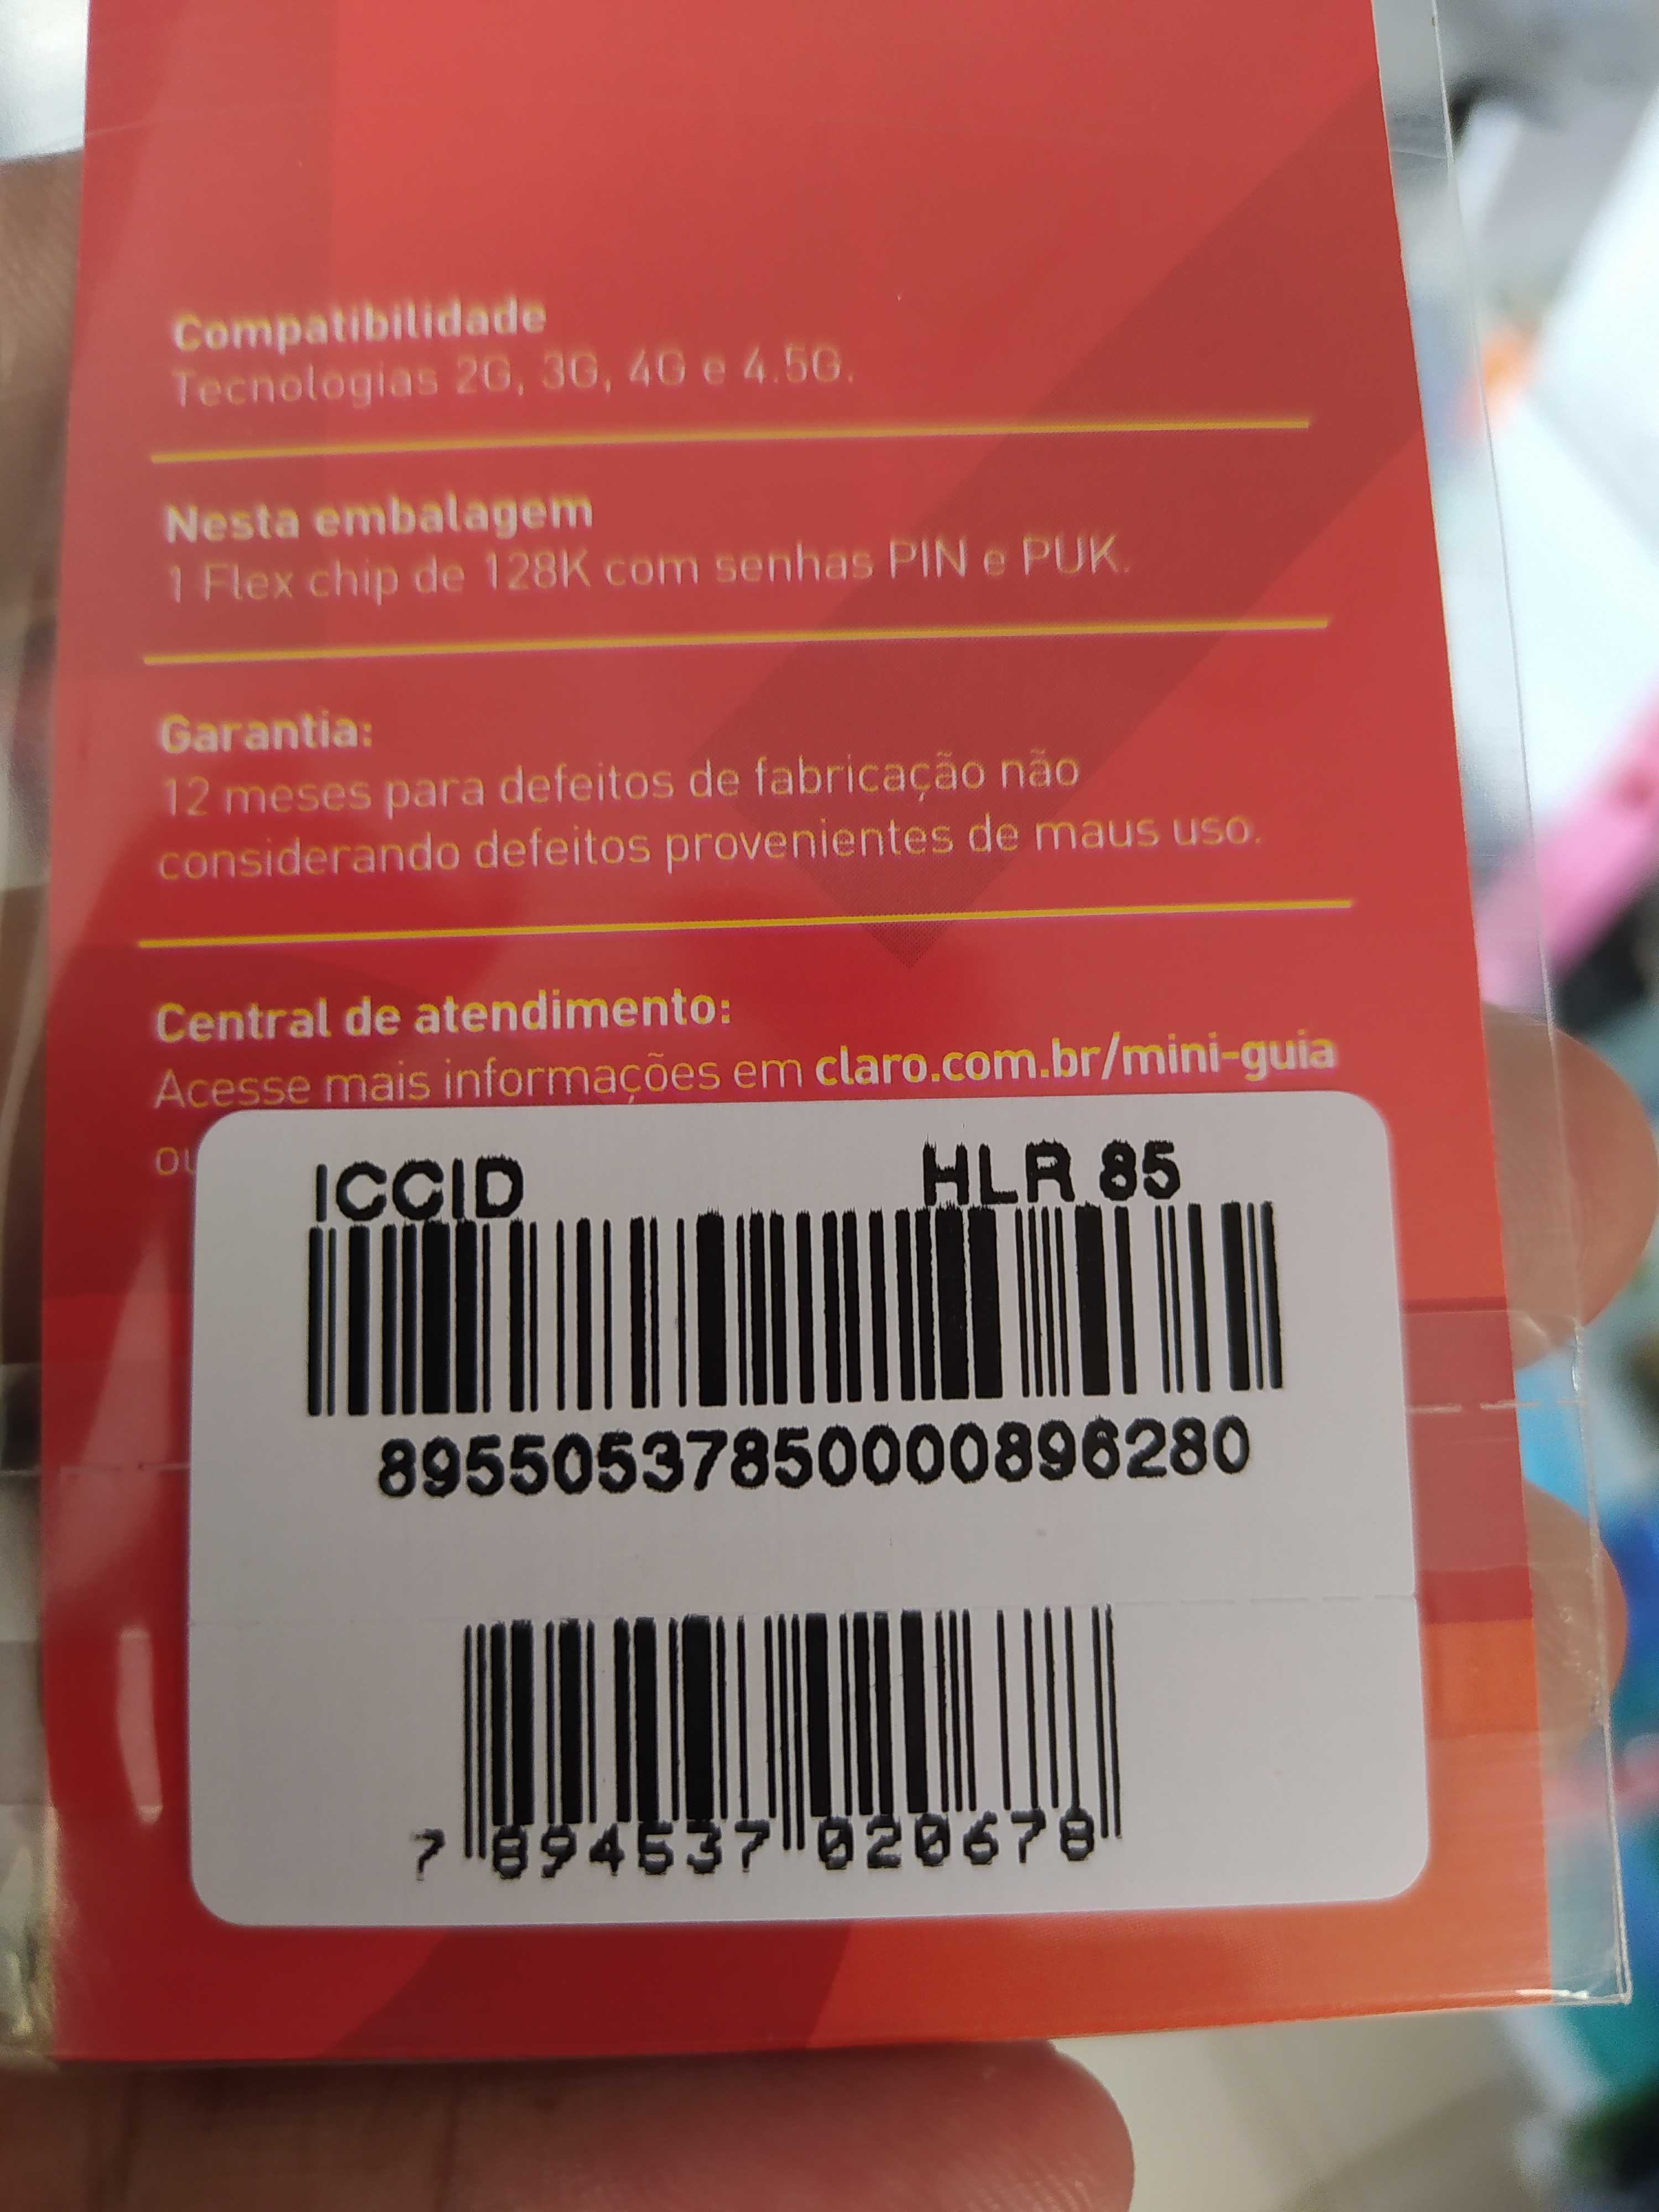 Compatibilidade
Tecnologias 2G, 3G, 4G e 4.5G.
Nesta embalagem
1 Flex chip de 128K com senhas PIN e PUK.
Garantia:
12 meses para defeitos de fabricação não
considerando defeitos provenientes de maus uso.
Central de atendimento:
Acesse mais informações em claro.com.br/mini-guia
ou
ICCID HLR 85
89550537850000896280
7 894537 020678